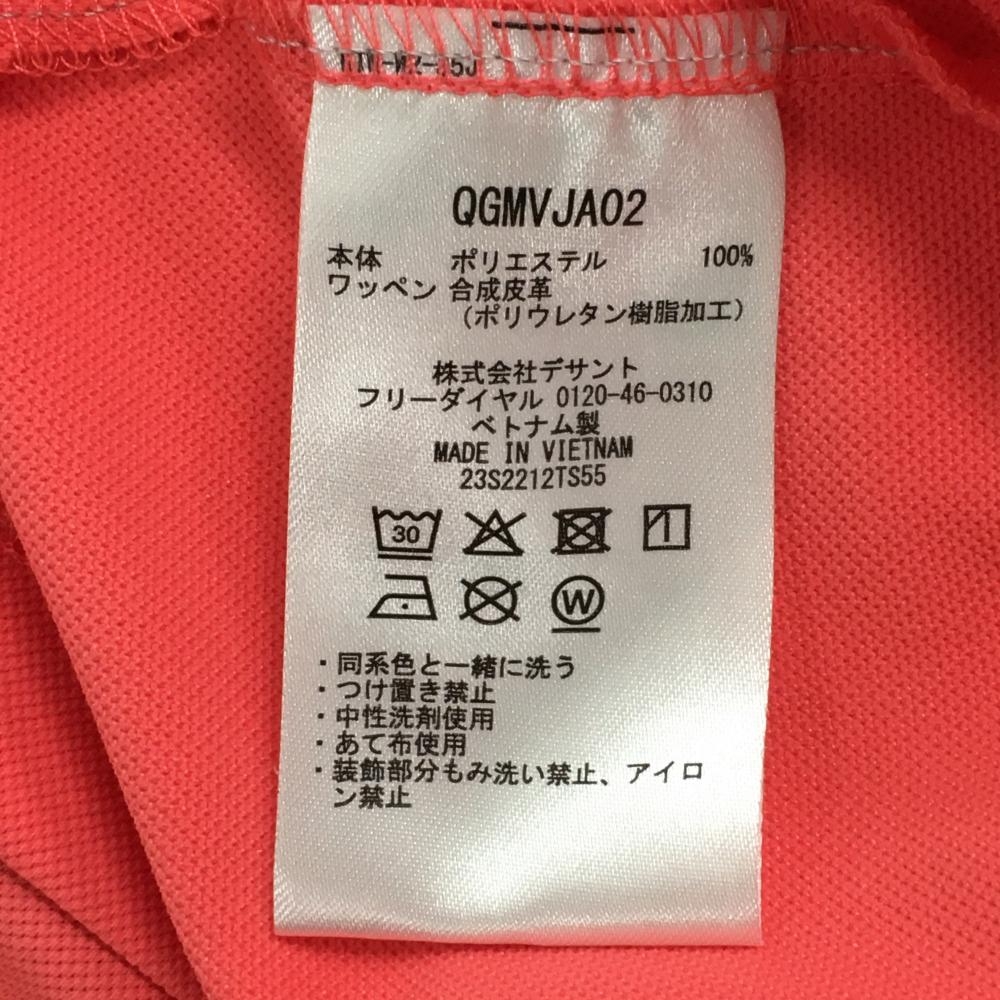 QGMVJA02
本体 ポリエステル 100%
ワッペン 合成皮革
(ポリウレタン樹脂加工)
株式会社デサント
フリーダイヤル 0120-46-0310
ベトナム製
MADE IN VIETNAM
23S2212TS55
30
W
・同系色と一緒に洗う
・つけ置き禁止
・中性洗剤使用
・あて布使用
・装飾部分もみ洗い禁止、アイロ
ン禁止